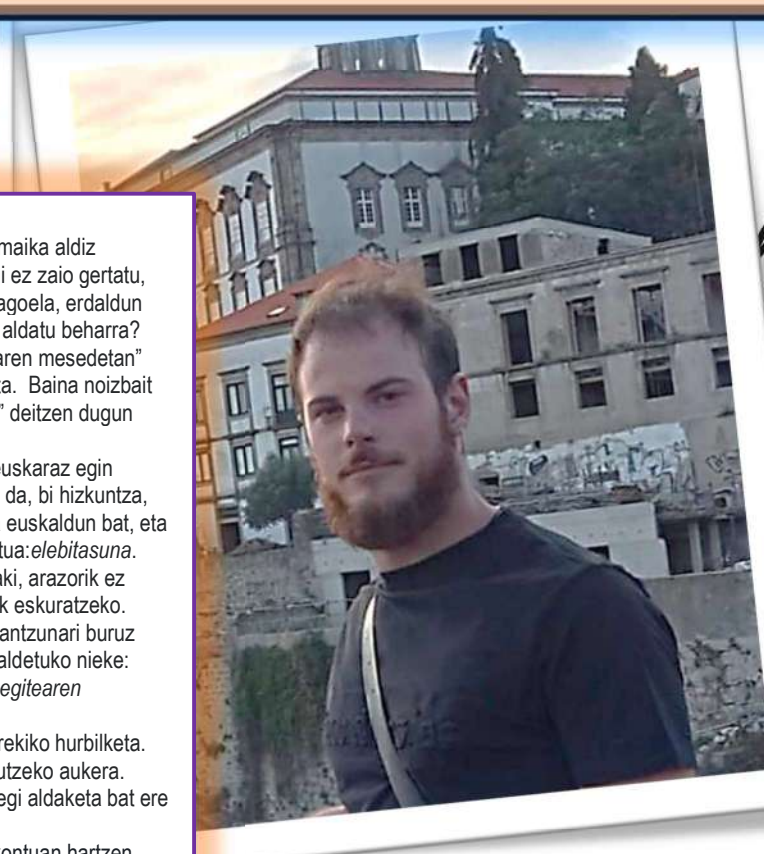 maika aldiz
i ez zaio gertatu,
agoela, erdaldun
aldatu beharra?
aren mesedetan”
ta. Baina noizbait
” deitzen dugun
euskaraz egin
da, bi hizkuntza,
euskaldun bat, eta
tua:elebitasuna.
aki, arazorik ez
k eskuratzeko.
antzunari buruz
aldetuko nieke:
egitearen
rekiko hurbilketa.
utzeko aukera.
egi aldaketa bat ere
kontuan hartzen